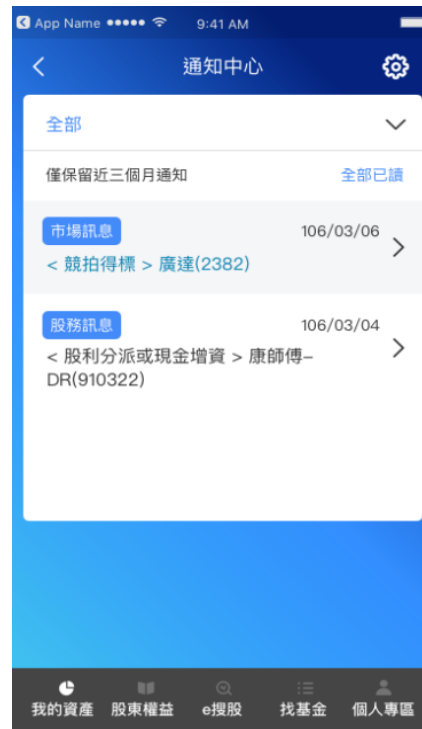 App Name 9:41 AM
通知中心
全部
僅保留近三個月通知 全部已讀
市場訊息 106/03/06
< 競拍得標 > 廣達(2382)
股務訊息 106/03/04
< 股利分派或現金增資 > 康師傅-
DR(910322)
我的資產 股東權益 e搜股 找基金 個人專區